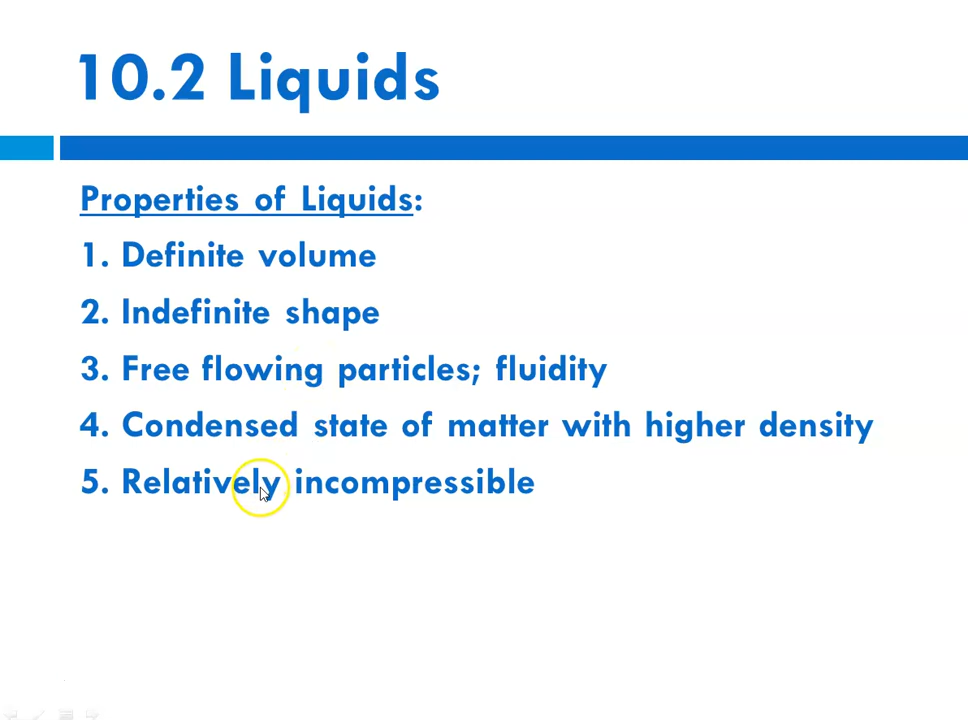 10.2 Liquids
Properties of Liquids:
1. Definite volume
2. Indefinite shape
3. Free flowing particles; fluidity
4. Condensed state of matter with higher density
5. Relatively incompressible